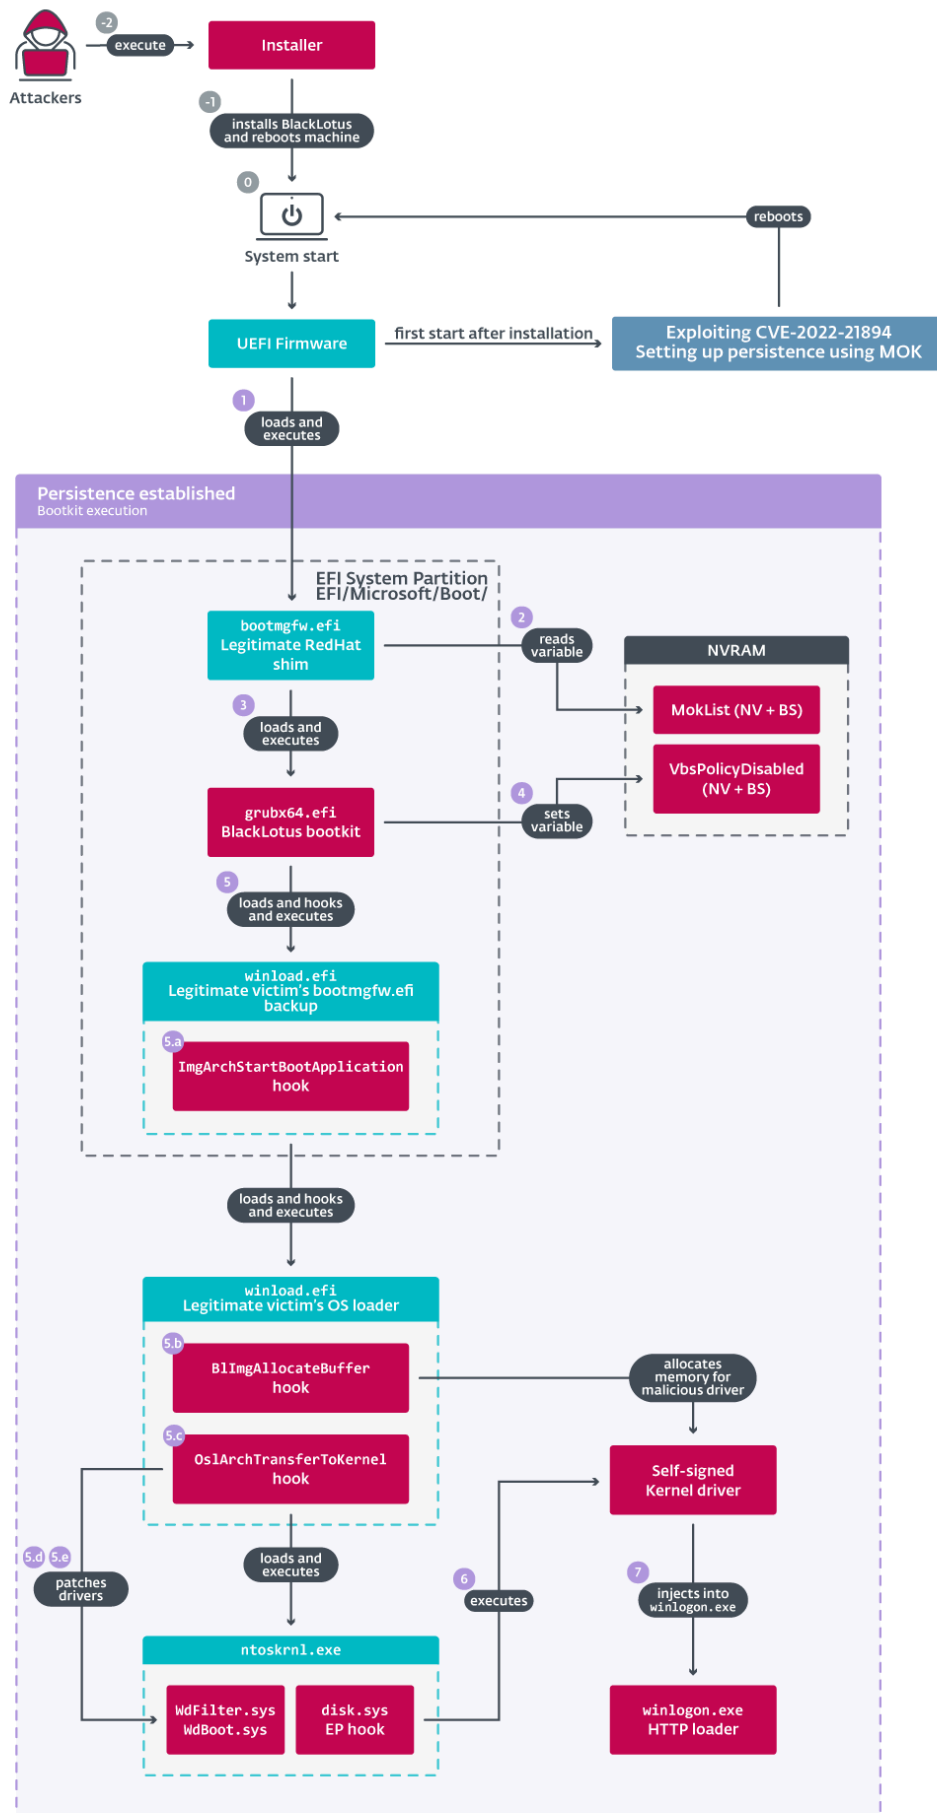 -2
execute
Installer
Attackers
-1
installs BlackLotus
and reboots machine
0
reboots
System start
UEFI Firmware
first start after installation
Exploiting CVE-2022-21894
Setting up persistence using MOK
1
loads and
executes
Persistence established
Bootkit execution
EFI System Partition
EFI/Microsoft/Boot/
bootmgfw.efi
Legitimate RedHat
shim
2
reads
variable
NVRAM
MokList (NV + BS)
3
loads and
executes
VbsPolicyDisabled
(NV + BS)
4
sets
variable
grubx64.efi
BlackLotus bootkit
5
loads and hooks
and executes
winload.efi
Legitimate victim's bootmgfw.efi
backup
5.a
ImgArchStartBootApplication
hook
loads and hooks
and executes
winload.efi
Legitimate victim's OS loader
5.b
BlImgAllocateBuffer
hook
allocates
memory for
malicious driver
5.c
OslArchTransferToKernel
hook
Self-signed
Kernel driver
5.d 5.e
patches
drivers
loads and
executes
6
executes
7
injects into
winlogon.exe
ntoskrnl.exe
WdFilter.sys
WdBoot.sys
disk.sys
EP hook
winlogon.exe
HTTP loader